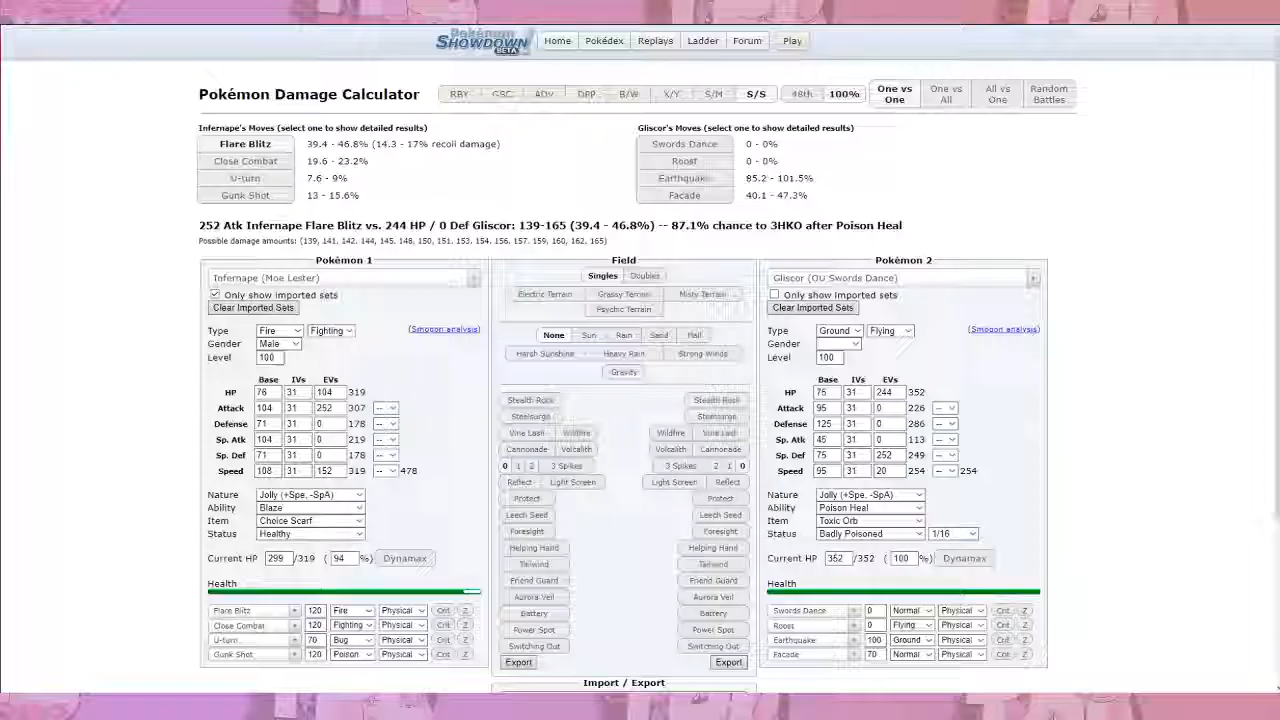 Pokémon SHOWDOWN BETA Home Pokédex Replays Ladder Forum Play
Pokémon Damage Calculator RBY GSC ADV DPP B/W X/Y S/M S/S 48th 100% One vs One One vs All All vs One Random Battles
Infernape's Moves (select one to show detailed results)
Flare Blitz 39.4 - 46.8% (14.3 - 17% recoil damage)
Close Combat 19.6 - 23.2%
U-turn 7.6 - 9%
Gunk Shot 13 - 15.6%
Gliscor's Moves (select one to show detailed results)
Swords Dance 0 - 0%
Roost 0 - 0%
Earthquake 85.2 - 101.5%
Facade 40.1 - 47.3%
252 Atk Infernape Flare Blitz vs. 244 HP / 0 Def Gliscor: 139-165 (39.4 - 46.8%) -- 87.1% chance to 3HKO after Poison Heal
Possible damage amounts: (139, 141, 142, 144, 145, 148, 150, 151, 153, 154, 156, 157, 159, 160, 162, 165)
Pokémon 1
Infernape (Moe Lester)
Only show imported sets
Clear Imported Sets
Type Fire Fighting (Smogon analysis)
Gender Male
Level 100
Base IVs EVs
HP 76 31 104 319
Attack 104 31 252 307 --
Defense 71 31 0 178 --
Sp. Atk 104 31 0 219 --
Sp. Def 71 31 0 178 --
Speed 108 31 152 319 -- 478
Nature Jolly (+Spe, -SpA)
Ability Blaze
Item Choice Scarf
Status Healthy
Current HP 299 /319 ( 94 %) Dynamax
Health
Flare Blitz 120 Fire Physical Crit Z
Close Combat 120 Fighting Physical Crit Z
U-turn 70 Bug Physical Crit Z
Gunk Shot 120 Poison Physical Crit Z
Field
Singles Doubles
Electric Terrain Grassy Terrain Misty Terrain
Psychic Terrain
None Sun Rain Sand Hail
Harsh Sunshine Heavy Rain Strong Winds
Gravity
Stealth Rock Stealth Rock
Steelsurge Steelsurge
Vine Lash Wildfire Wildfire Vine Lash
Cannonade Volcalith Volcalith Cannonade
0 1 2 3 Spikes 3 Spikes 2 1 0
Reflect Light Screen Light Screen Reflect
Protect Protect
Leech Seed Leech Seed
Foresight Foresight
Helping Hand Helping Hand
Tailwind Tailwind
Friend Guard Friend Guard
Aurora Veil Aurora Veil
Battery Battery
Power Spot Power Spot
Switching Out Switching Out
Export Export
Import / Export
Pokémon 2
Gliscor (OU Swords Dance)
Only show imported sets
Clear Imported Sets
Type Ground Flying (Smogon analysis)
Gender
Level 100
Base IVs EVs
HP 75 31 244 352
Attack 95 31 0 226 --
Defense 125 31 0 286 --
Sp. Atk 45 31 0 113 --
Sp. Def 75 31 252 249 --
Speed 95 31 20 254 -- 254
Nature Jolly (+Spe, -SpA)
Ability Poison Heal
Item Toxic Orb
Status Badly Poisoned 1/16
Current HP 352 /352 ( 100 %) Dynamax
Health
Swords Dance 0 Normal Physical Crit Z
Roost 0 Flying Physical Crit Z
Earthquake 100 Ground Physical Crit Z
Facade 70 Normal Physical Crit Z